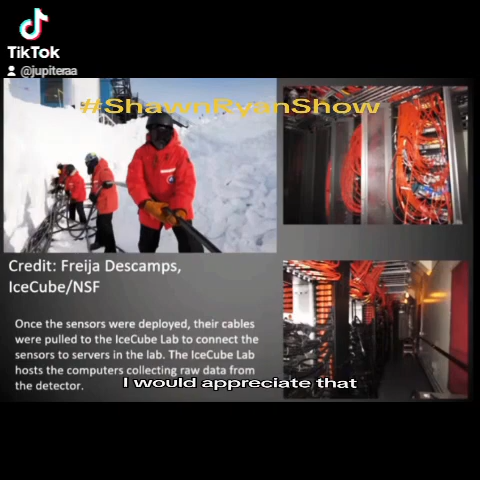 TikTok
@jupiteraa
#ShawnRyanShow
Credit: Freija Descamps,
IceCube/NSF
Once the sensors were deployed, their cables
were pulled to the IceCube Lab to connect the
sensors to servers in the lab. The IceCube Lab
hosts the computers collecting raw data from
the detector.
I would appreciate that